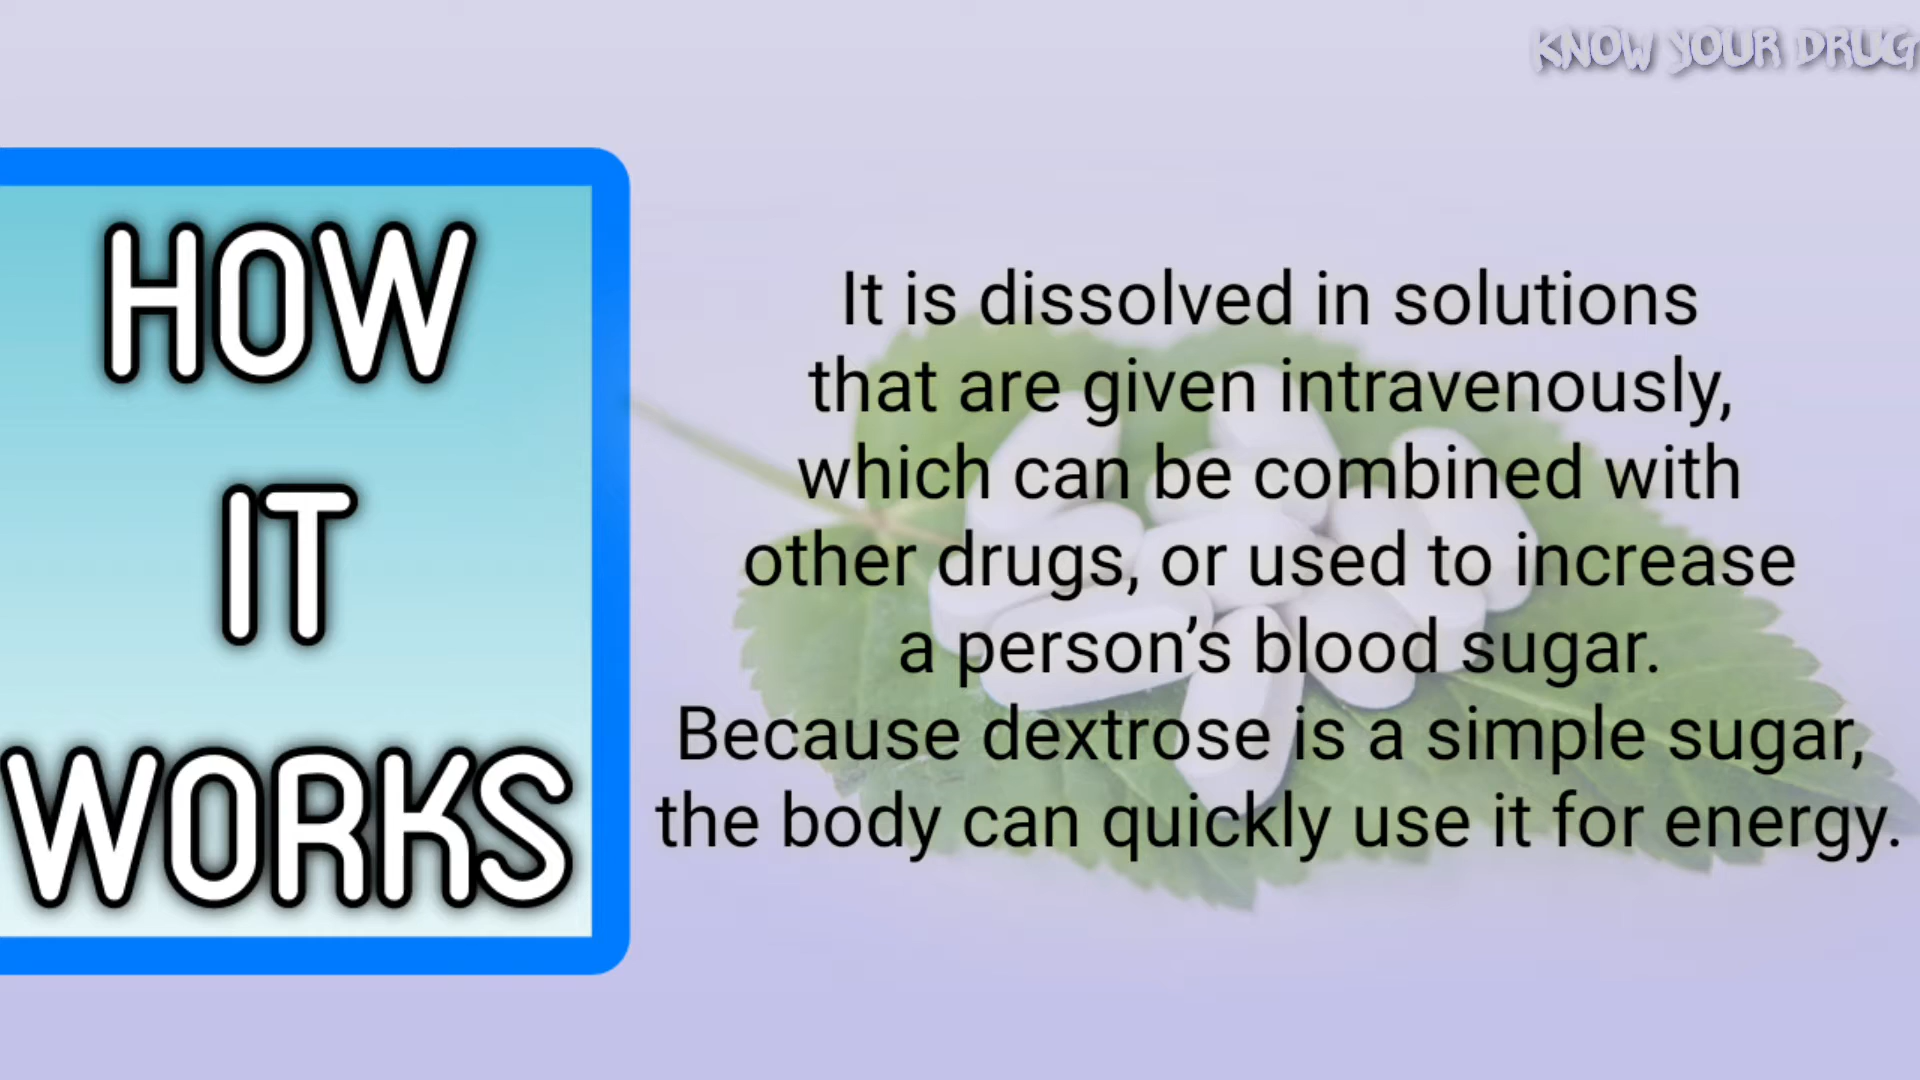 KNOW YOUR DRUG
HOW
IT
WORKS
It is dissolved in solutions
that are given intravenously,
which can be combined with
other drugs, or used to increase
a person’s blood sugar.
Because dextrose is a simple sugar,
the body can quickly use it for energy.